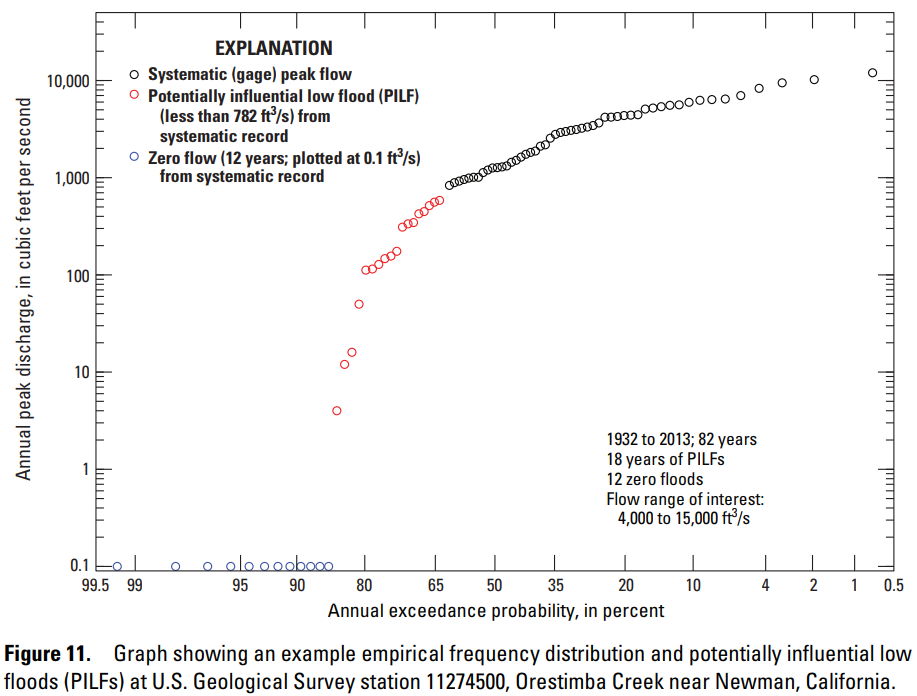 EXPLANATION
Systematic (gage) peak flow
Potentially influential low flood (PILF)
(less than 782 ft³/s) from
systematic record
Zero flow (12 years; plotted at 0.1 ft³/s)
from systematic record
Annual peak discharge, in cubic feet per second
10,000
1,000
100
10
1
0.1
1932 to 2013; 82 years
18 years of PILFs
12 zero floods
Flow range of interest:
4,000 to 15,000 ft³/s
99.5 99 95 90 80 65 50 35 20 10 4 2 1 0.5
Annual exceedance probability, in percent
Figure 11. Graph showing an example empirical frequency distribution and potentially influential low
floods (PILFs) at U.S. Geological Survey station 11274500, Orestimba Creek near Newman, California.